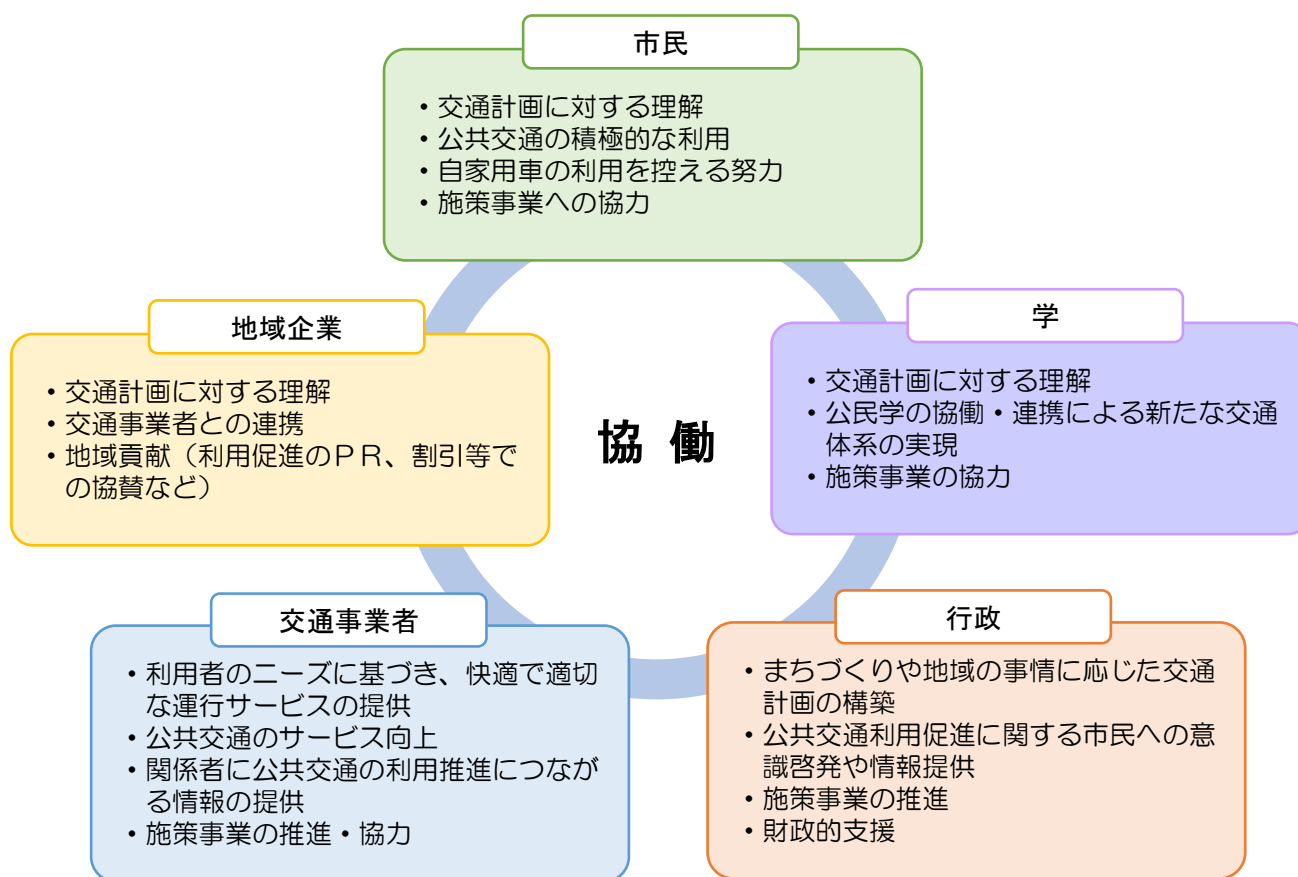 市民
・交通計画に対する理解
・公共交通の積極的な利用
・自家用車の利用を控える努力
・施策事業への協力
地域企業
・交通計画に対する理解
・交通事業者との連携
・地域貢献（利用促進のＰＲ、割引等で
の協賛など）
協 働
学
・交通計画に対する理解
・公民学の協働・連携による新たな交通
体系の実現
・施策事業の協力
交通事業者
・利用者のニーズに基づき、快適で適切
な運行サービスの提供
・公共交通のサービス向上
・関係者に公共交通の利用推進につなが
る情報の提供
・施策事業の推進・協力
行政
・まちづくりや地域の事情に応じた交通
計画の構築
・公共交通利用促進に関する市民への意
識啓発や情報提供
・施策事業の推進
・財政的支援